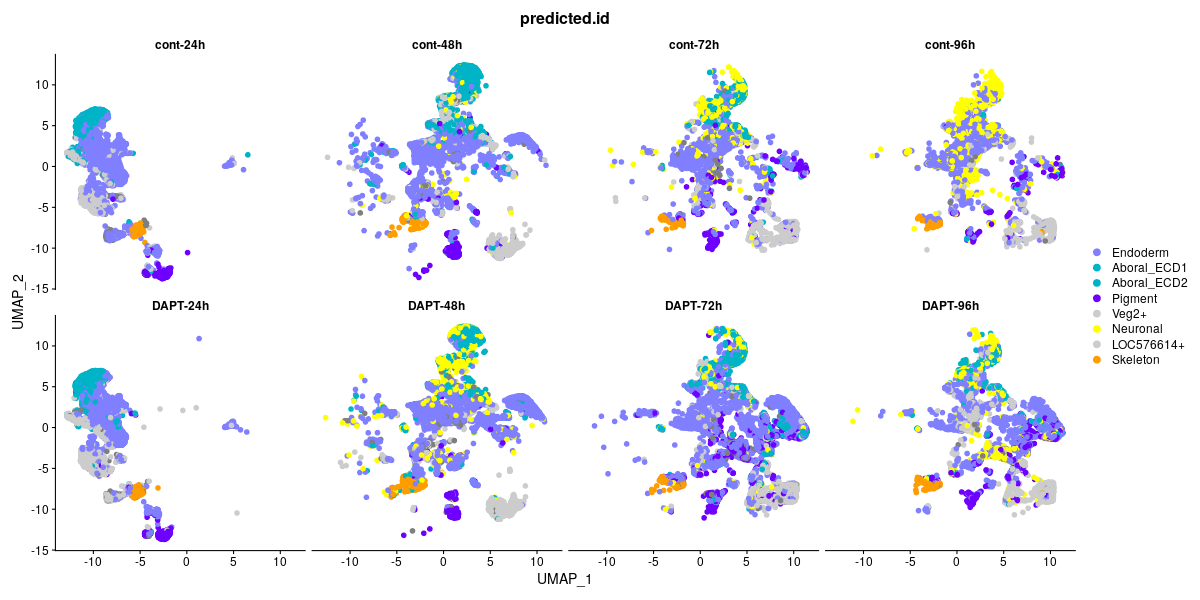 predicted.id
cont-24h
cont-48h
cont-72h
cont-96h
10
5
0
-5
-10
-15
DAPT-24h
DAPT-48h
DAPT-72h
DAPT-96h
10
5
0
-5
-10
-15
-10 -5 0 5 10
-10 -5 0 5 10
-10 -5 0 5 10
-10 -5 0 5 10
UMAP_2
UMAP_1
Endoderm
Aboral_ECD1
Aboral_ECD2
Pigment
Veg2+
Neuronal
LOC576614+
Skeleton